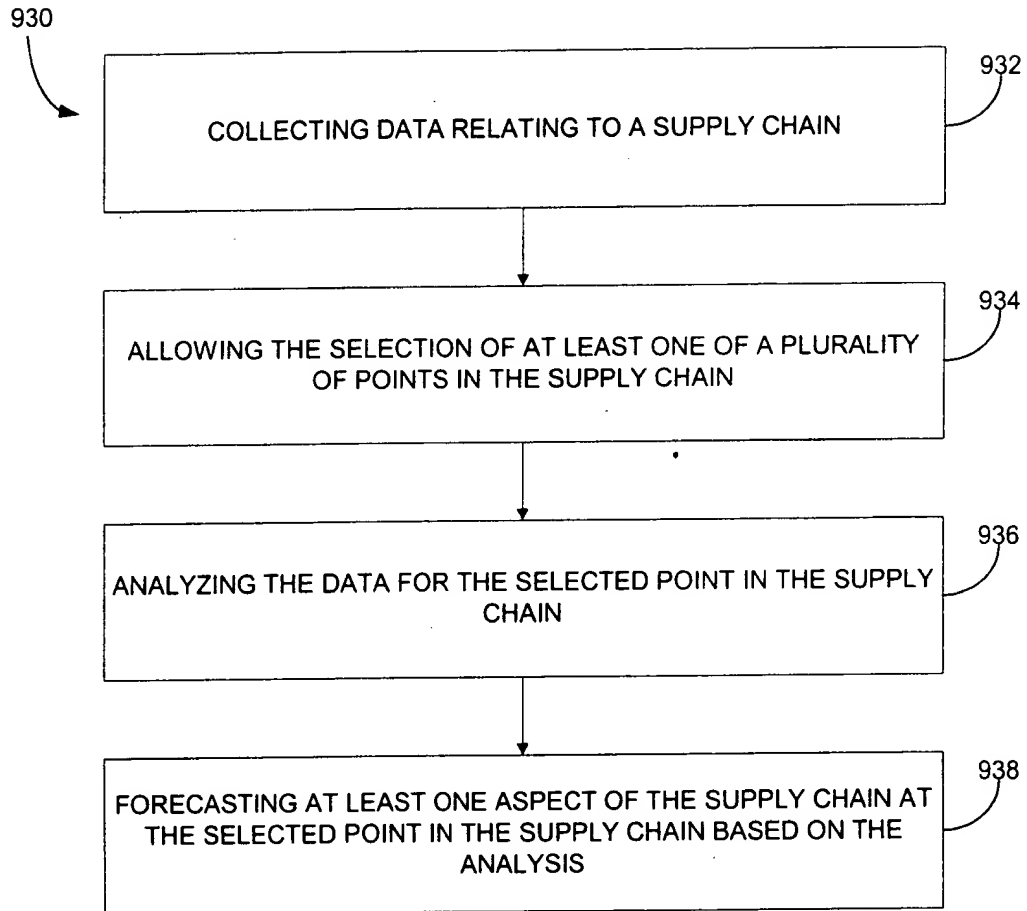 930
932
COLLECTING DATA RELATING TO A SUPPLY CHAIN
934
ALLOWING THE SELECTION OF AT LEAST ONE OF A PLURALITY
OF POINTS IN THE SUPPLY CHAIN
936
ANALYZING THE DATA FOR THE SELECTED POINT IN THE SUPPLY
CHAIN
938
FORECASTING AT LEAST ONE ASPECT OF THE SUPPLY CHAIN AT
THE SELECTED POINT IN THE SUPPLY CHAIN BASED ON THE
ANALYSIS